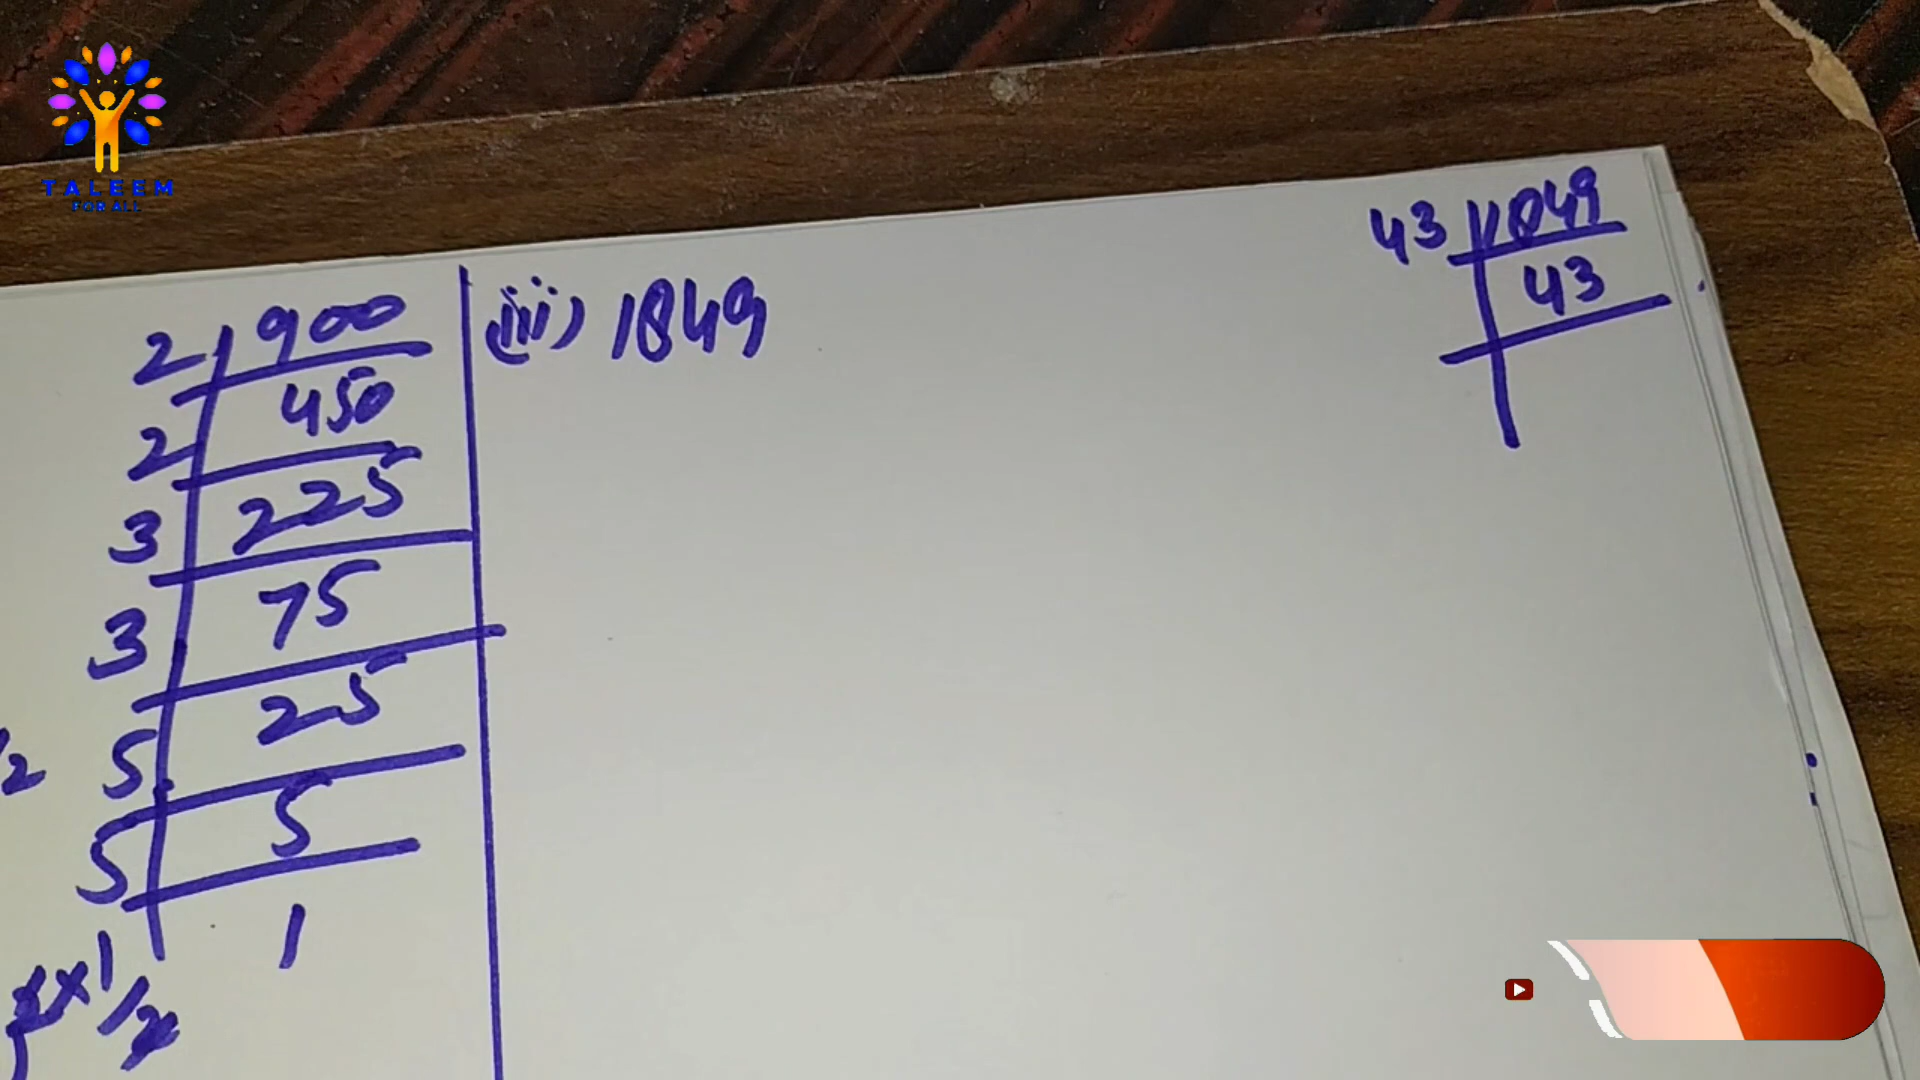 TALEEM
FOR ALL
2 | 900
2 | 450
3 | 225
3 | 75
5 | 25
5 | 5
1
(iii) 1849
43 | 1849
43